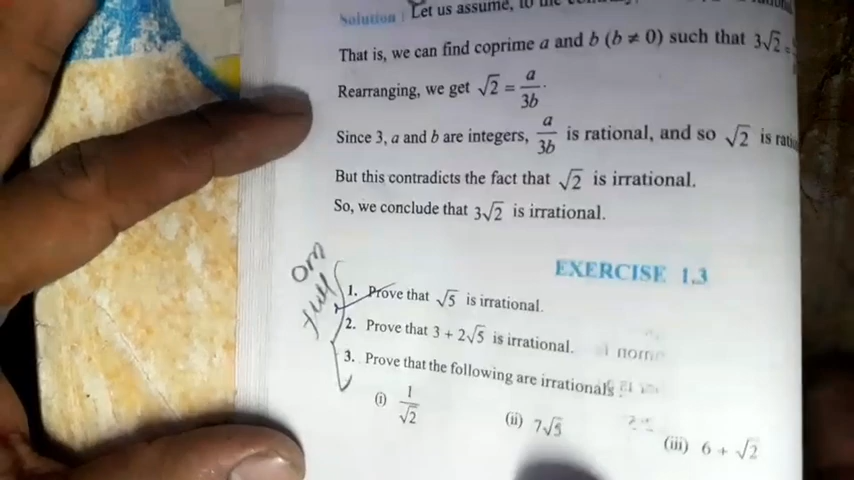 Solution : Let us assume, to the
That is, we can find coprime a and b (b ≠ 0) such that 3√2 =
Rearranging, we get √2 = a/3b.
Since 3, a and b are integers, a/3b is rational, and so √2 is
But this contradicts the fact that √2 is irrational.
So, we conclude that 3√2 is irrational.
EXERCISE 1.3
1. Prove that √5 is irrational.
2. Prove that 3 + 2√5 is irrational.
3. Prove that the following are irrationals :
(i) 1/√2 (ii) 7√5 (iii) 6 + √2